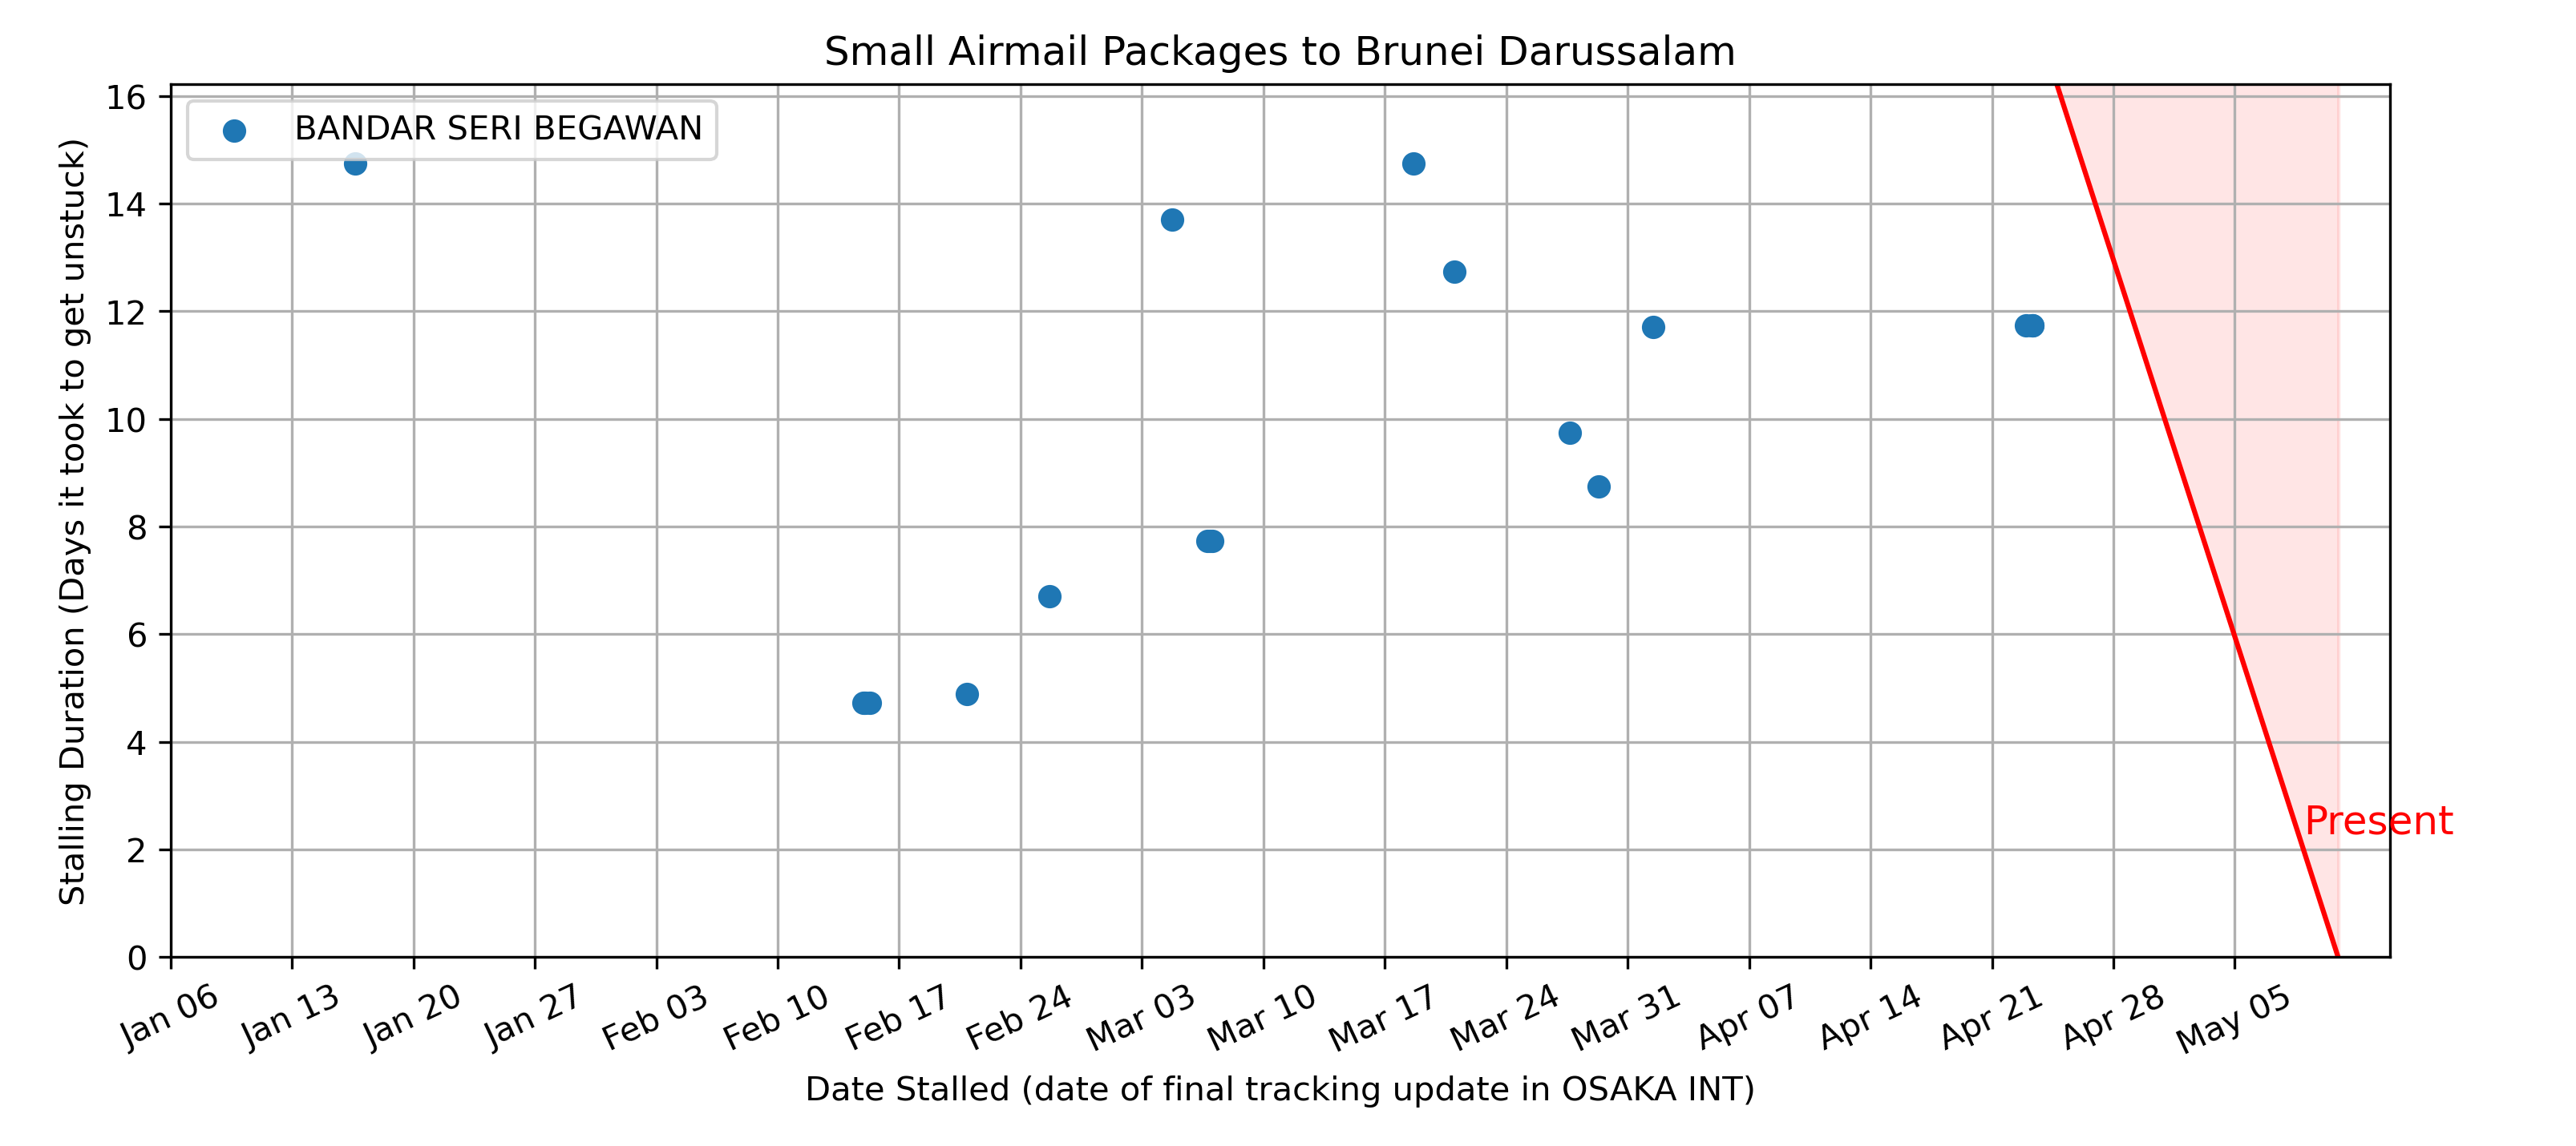 Small Airmail Packages to Brunei Darussalam
BANDAR SERI BEGAWAN
Stalling Duration (Days it took to get unstuck)
16
14
12
10
8
6
4
2
0
Present
Jan 06
Jan 13
Jan 20
Jan 27
Feb 03
Feb 10
Feb 17
Feb 24
Mar 03
Mar 10
Mar 17
Mar 24
Mar 31
Apr 07
Apr 14
Apr 21
Apr 28
May 05
Date Stalled (date of final tracking update in OSAKA INT)